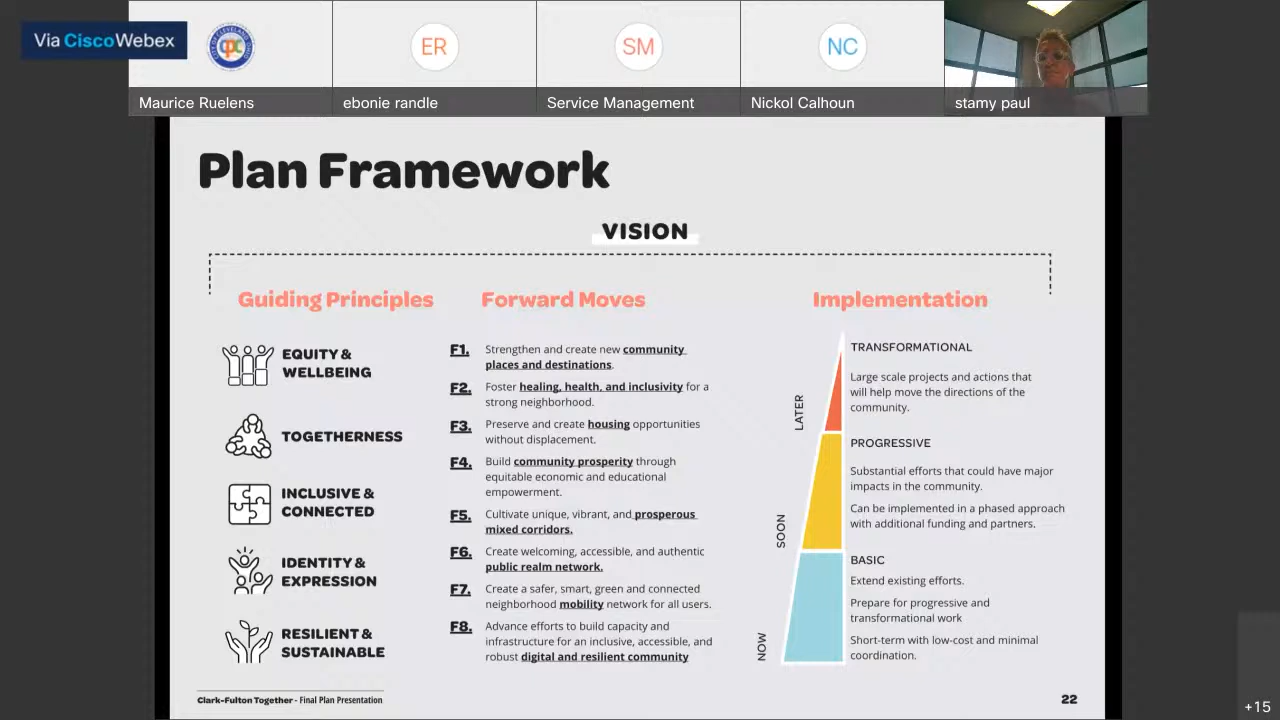 Via Cisco Webex
cpc
ER
SM
NC
Maurice Ruelens
ebonie randle
Service Management
Nickol Calhoun
stamy paul
Plan Framework
VISION
Guiding Principles
EQUITY &
WELLBEING
TOGETHERNESS
INCLUSIVE &
CONNECTED
IDENTITY &
EXPRESSION
RESILIENT &
SUSTAINABLE
Forward Moves
F1. Strengthen and create new community
places and destinations.
F2. Foster healing, health, and inclusivity for a
strong neighborhood.
F3. Preserve and create housing opportunities
without displacement.
F4. Build community prosperity through
equitable economic and educational
empowerment.
F5. Cultivate unique, vibrant, and prosperous
mixed corridors.
F6. Create welcoming, accessible, and authentic
public realm network.
F7. Create a safer, smart, green and connected
neighborhood mobility network for all users.
F8. Advance efforts to build capacity and
infrastructure for an inclusive, accessible, and
robust digital and resilient community
Implementation
LATER
TRANSFORMATIONAL
Large scale projects and actions that
will help move the directions of the
community.
SOON
PROGRESSIVE
Substantial efforts that could have major
impacts in the community.
Can be implemented in a phased approach
with additional funding and partners.
NOW
BASIC
Extend existing efforts.
Prepare for progressive and
transformational work
Short-term with low-cost and minimal
coordination.
Clark-Fulton Together - Final Plan Presentation
22
+15